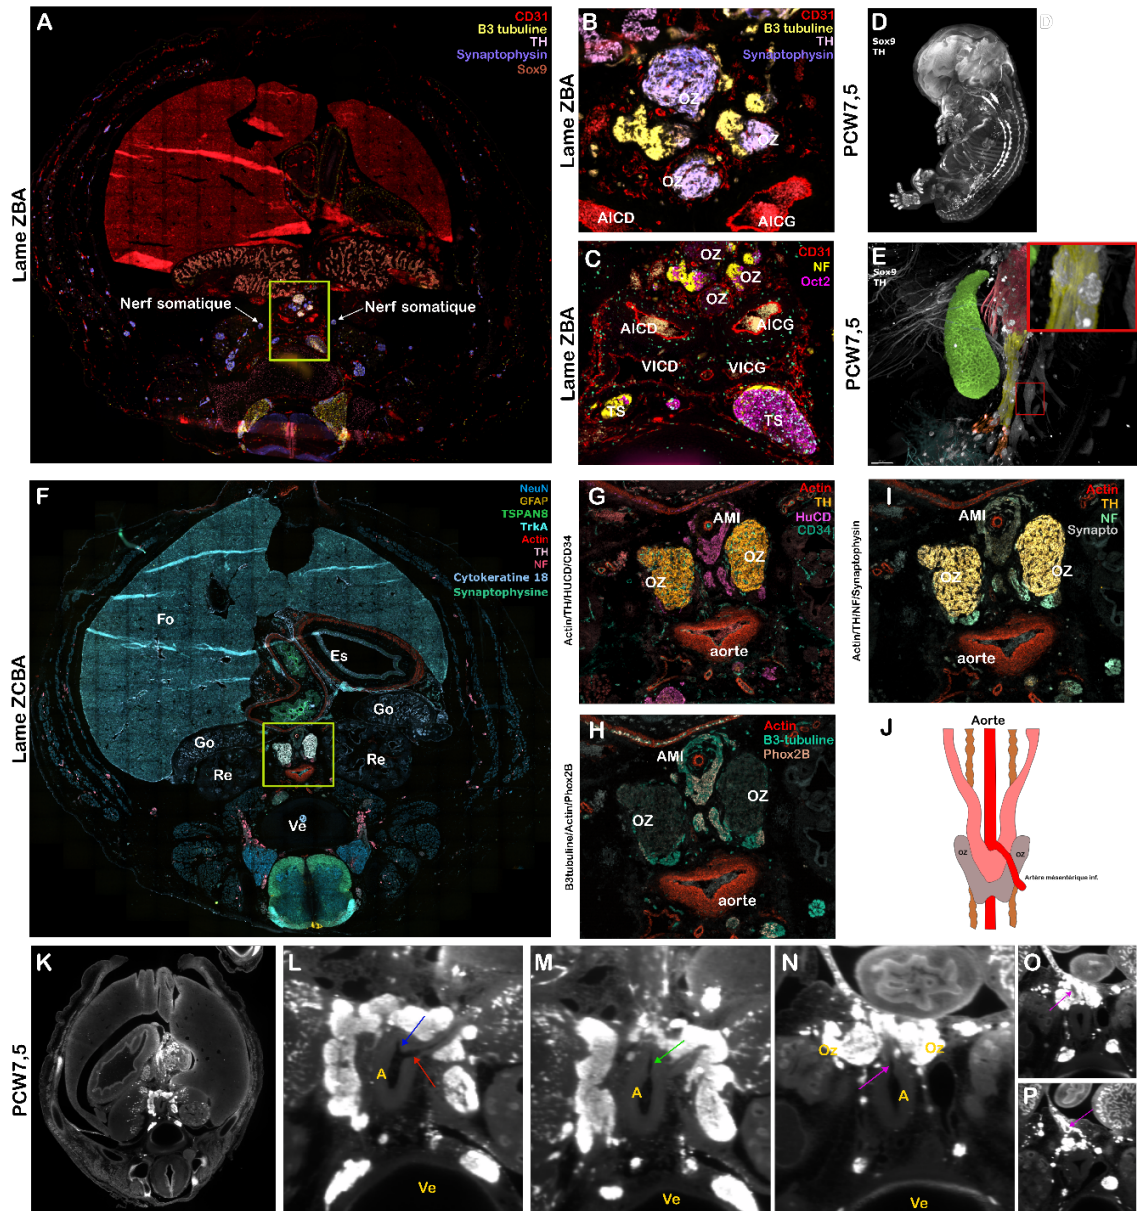 A
CD31
B3 tubuline
TH
Synaptophysin
Sox9
Lame ZBA
Nerf somatique
Nerf somatique
B
CD31
B3 tubuline
TH
Synaptophysin
Lame ZBA
OZ
OZ
OZ
AICD
AICG
C
CD31
NF
Oct2
Lame ZBA
OZ
OZ
OZ
AICD
AICG
VICD
VICG
TS
TS
D
D
Sox9
TH
PCW7,5
E
Sox9
TH
PCW7,5
F
NeuN
GFAP
TSPAN8
TrkA
Actin
TH
NF
Cytokeratine 18
Synaptophysine
Lame ZCBA
Fo
Es
Go
Go
Re
Re
Ve
G
Actin
TH
HuCD
CD34
Actin/TH/HUCD/CD34
AMI
OZ
OZ
aorte
H
Actin
B3-tubuline
Phox2B
B3tubuline/Actin/Phox2B
AMI
OZ
OZ
aorte
I
Actin
TH
NF
Synapto
Actin/TH/NF/Synaptophysin
AMI
OZ
OZ
aorte
J
Aorte
OZ
OZ
Artère mésentérique inf.
K
PCW7,5
L
A
Ve
M
A
Ve
N
Oz
Oz
A
Ve
O
P